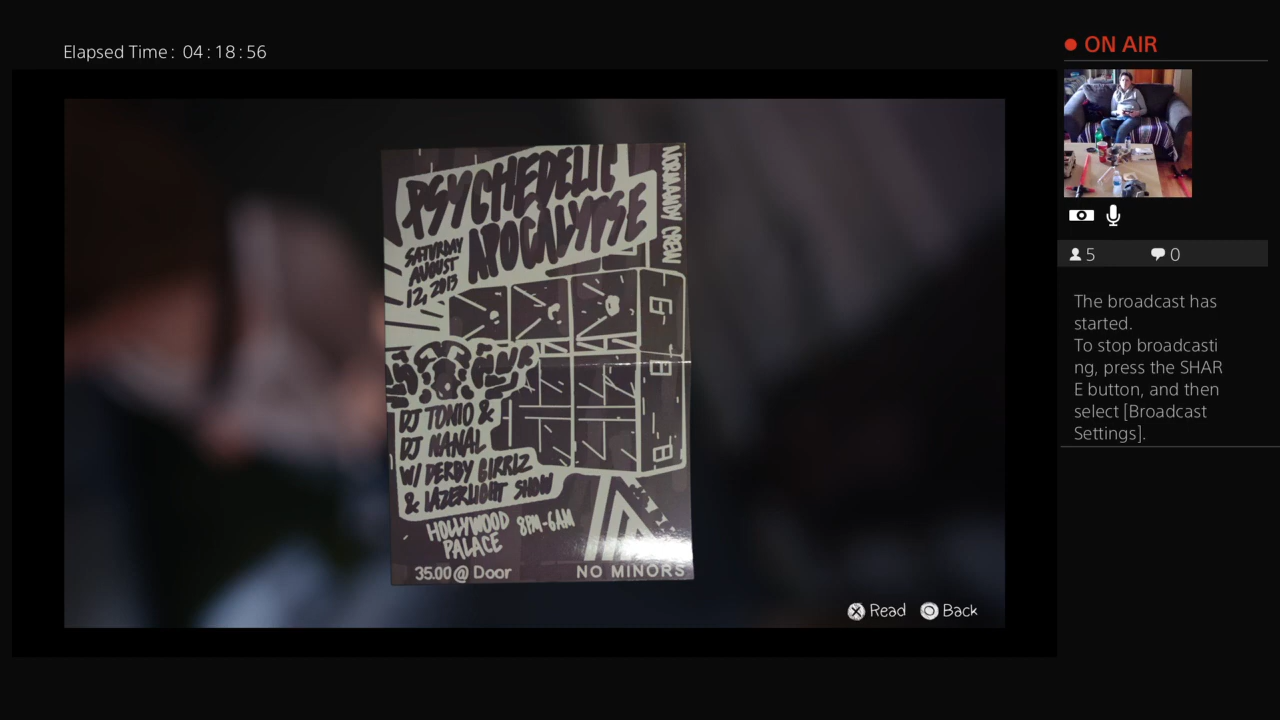 Elapsed Time: 04:18:56
ON AIR
PSYCHEDELIC
APOCALYPSE
SATURDAY
AUGUST
12, 2013
NORMANDY CREW
DJ TONIO &
DJ NANAL
W/ DERBY GIRRLZ
& LAZERLIGHT SHOW
HOLLYWOOD
PALACE
8PM-6AM
35.00@ Door
NO MINORS
Read
Back
5
0
The broadcast has
started.
To stop broadcasti
ng, press the SHAR
E button, and then
select [Broadcast
Settings].